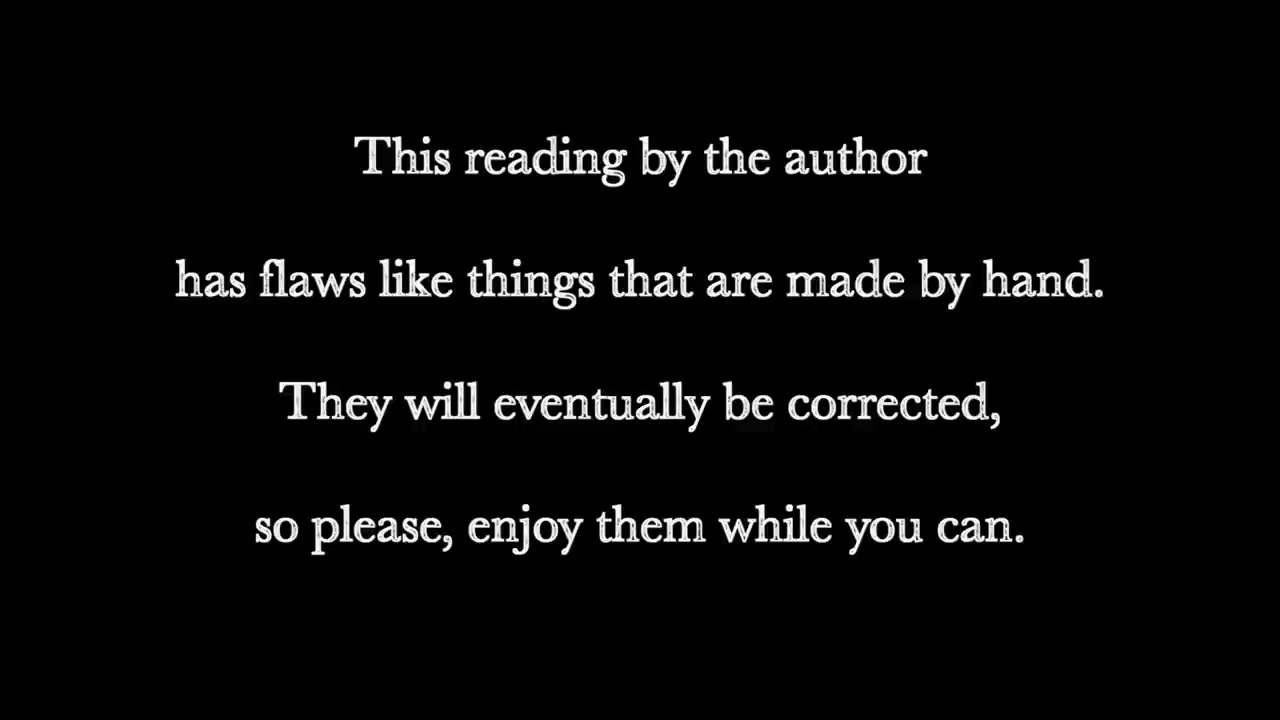 This reading by the author
has flaws like things that are made by hand.
They will eventually be corrected,
so please, enjoy them while you can.